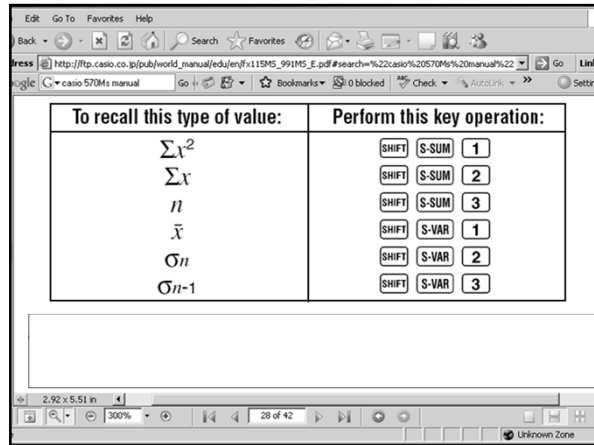 Edit Go To Favorites Help
Back Search Favorites
ress http://ftp.casio.co.jp/pub/world_manual/edu/en/fx115MS_991MS_E.pdf#search=%22casio%20570Ms%20manual%22 Go Link
ogle casio 570Ms manual Go Bookmarks 0 blocked Check AutoLink Settin
To recall this type of value: Perform this key operation:
Σx² SHIFT S-SUM 1
Σx SHIFT S-SUM 2
n SHIFT S-SUM 3
x̄ SHIFT S-VAR 1
σn SHIFT S-VAR 2
σn-1 SHIFT S-VAR 3
2.92 x 5.51 in
300% 28 of 42
Unknown Zone